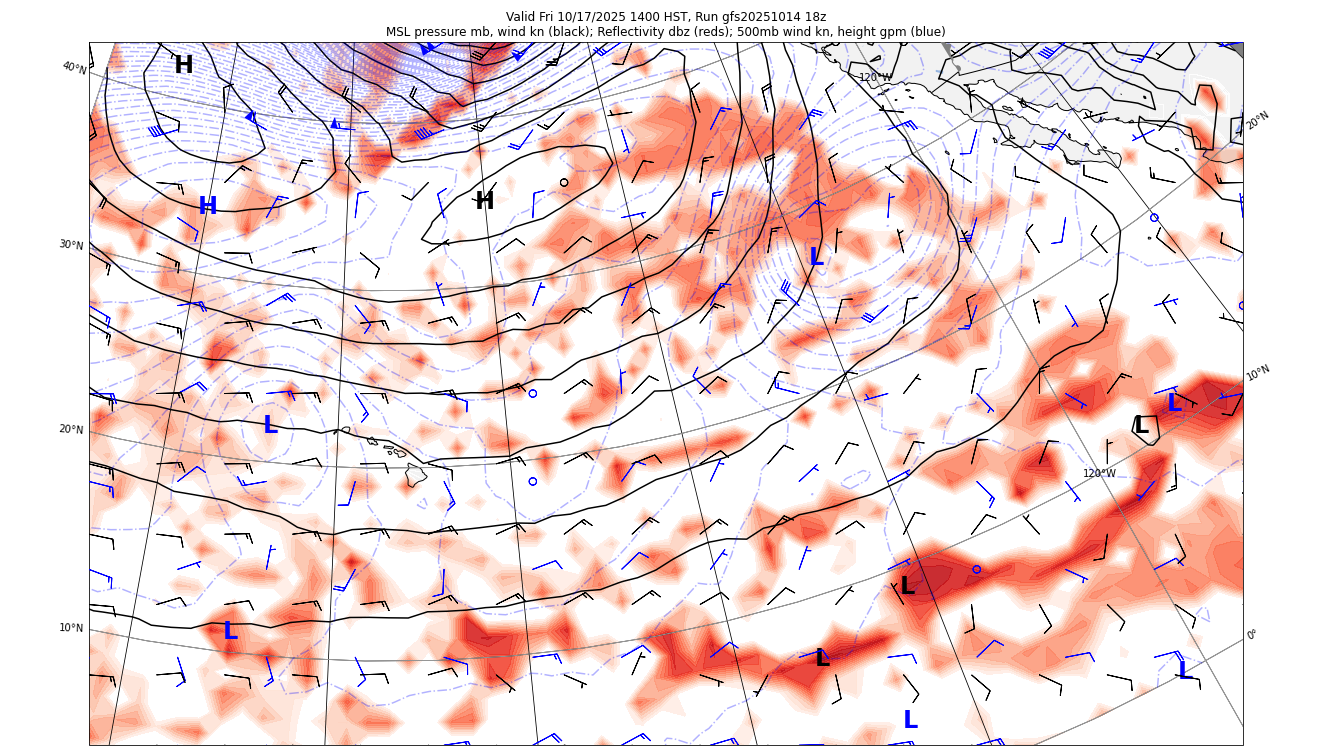 Valid Fri 10/17/2025 1400 HST, Run gfs20251014 18z
MSL pressure mb, wind kn (black); Reflectivity dbz (reds); 500mb wind kn, height gpm (blue)
40°N
H
120°W
20°N
H
H
30°N
L
10°N
L
L
L
20°N
120°W
L
10°N
L
0°
L
L
L